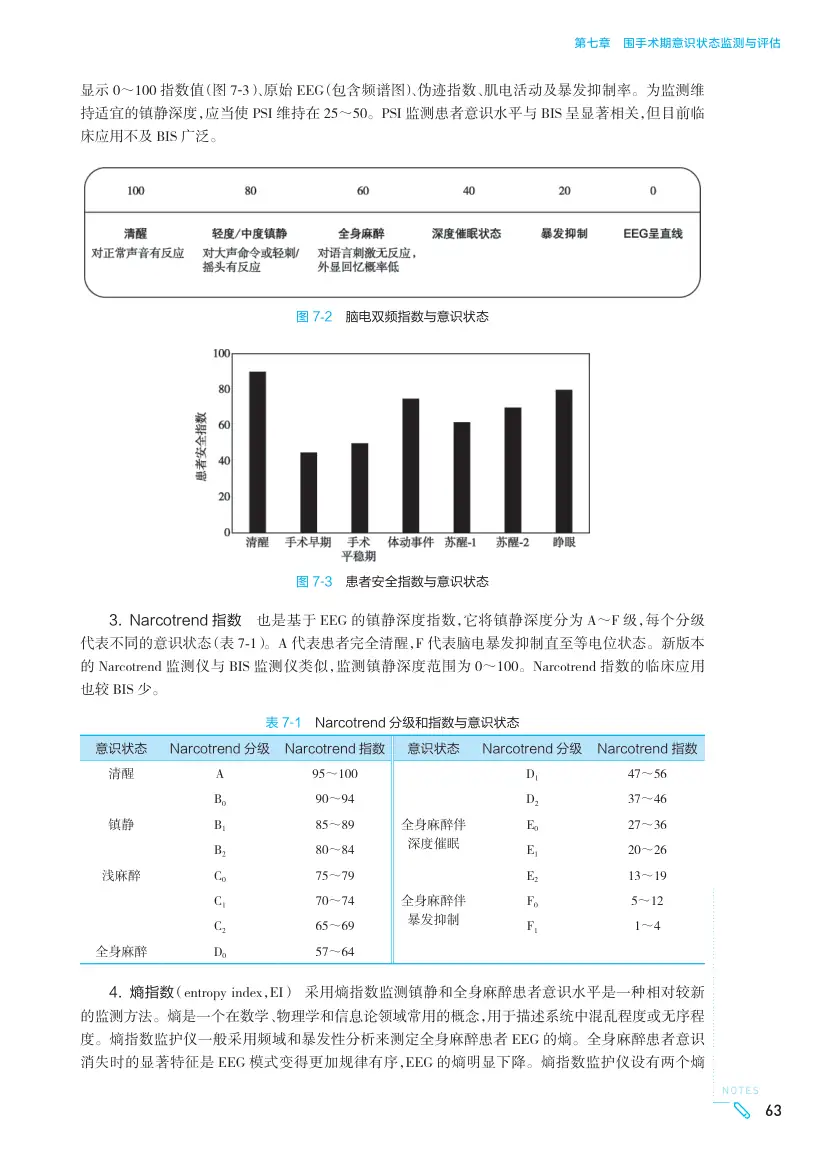 第七章 围手术期意识状态监测与评估
显示 0～100 指数值(图 7-3)、原始 EEG(包含频谱图)、伪迹指数、肌电活动及暴发抑制率。为监测维
持适宜的镇静深度,应当使 PSI 维持在 25～50。PSI 监测患者意识水平与 BIS 呈显著相关,但目前临
床应用不及 BIS 广泛。
100 80 60 40 20 0
清醒 轻度/中度镇静 全身麻醉 深度催眠状态 暴发抑制 EEG呈直线
对正常声音有反应 对大声命令或轻刺/ 对语言刺激无反应，
摇头有反应 外显回忆概率低
图 7-2 脑电双频指数与意识状态
100
80
60
40
20
0
患者安全指数
清醒 手术早期 手术 体动事件 苏醒-1 苏醒-2 睁眼
平稳期
图 7-3 患者安全指数与意识状态
3. Narcotrend 指数 也是基于 EEG 的镇静深度指数,它将镇静深度分为 A～F 级,每个分级
代表不同的意识状态(表 7-1)。A 代表患者完全清醒,F 代表脑电暴发抑制直至等电位状态。新版本
的 Narcotrend 监测仪与 BIS 监测仪类似,监测镇静深度范围为 0～100。Narcotrend 指数的临床应用
也较 BIS 少。
表 7-1 Narcotrend 分级和指数与意识状态
意识状态 Narcotrend 分级 Narcotrend 指数 意识状态 Narcotrend 分级 Narcotrend 指数
清醒 A 95～100 D₁ 47～56
B₀ 90～94 D₂ 37～46
镇静 B₁ 85～89 全身麻醉伴 E₀ 27～36
深度催眠
B₂ 80～84 E₁ 20～26
浅麻醉 C₀ 75～79 E₂ 13～19
C₁ 70～74 全身麻醉伴 F₀ 5～12
暴发抑制
C₂ 65～69 F₁ 1～4
全身麻醉 D₀ 57～64
4. 熵指数(entropy index,EI) 采用熵指数监测镇静和全身麻醉患者意识水平是一种相对较新
的监测方法。熵是一个在数学、物理学和信息论领域常用的概念,用于描述系统中混乱程度或无序程
度。熵指数监护仪一般采用频域和暴发性分析来测定全身麻醉患者 EEG 的熵。全身麻醉患者意识
消失时的显著特征是 EEG 模式变得更加规律有序,EEG 的熵明显下降。熵指数监护仪设有两个熵
NOTES
63